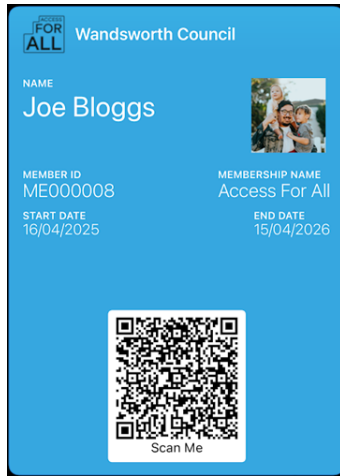 ACCESS
FOR
ALL
Wandsworth Council
NAME
Joe Bloggs
MEMBER ID
ME000008
MEMBERSHIP NAME
Access For All
START DATE
16/04/2025
END DATE
15/04/2026
Scan Me